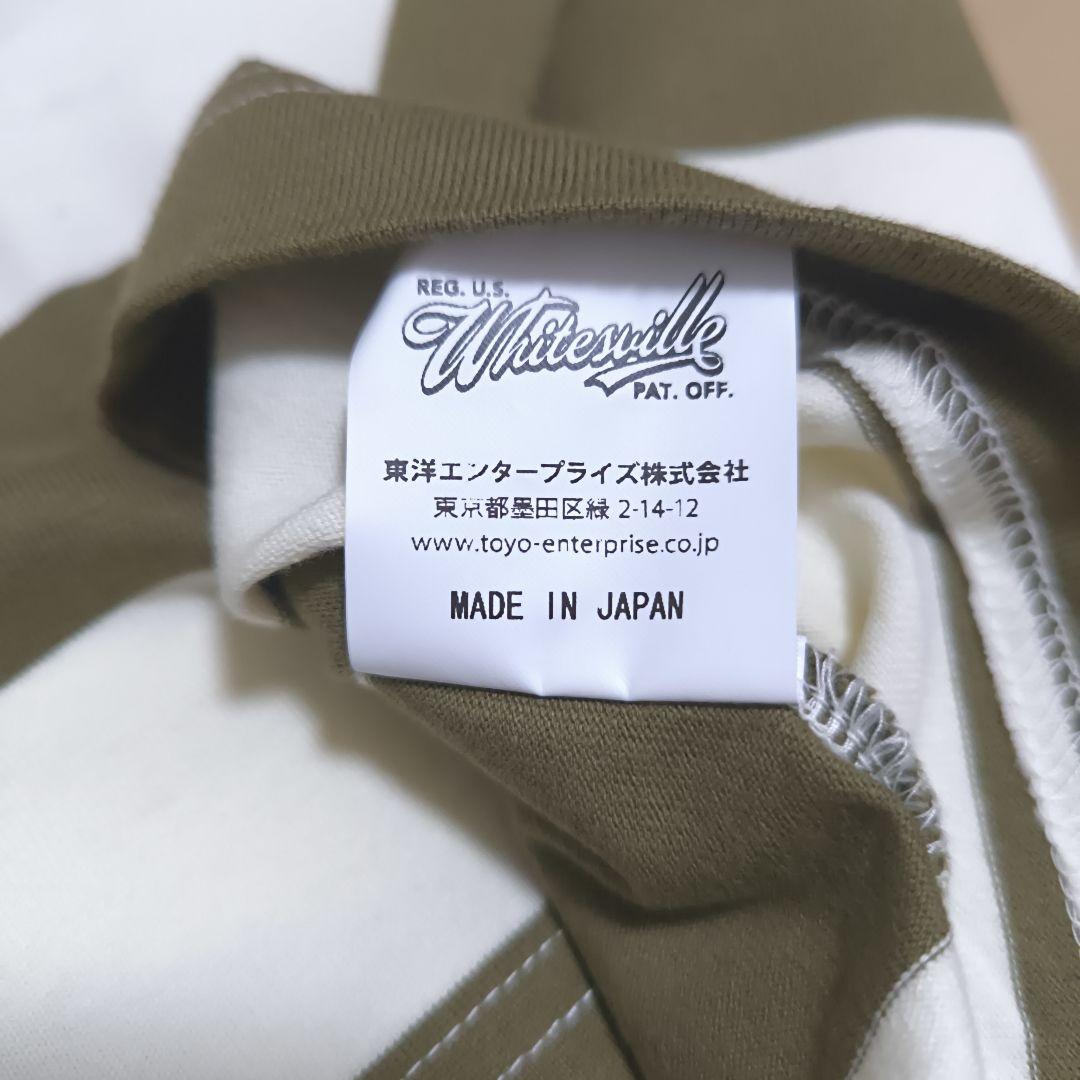 REG. U.S.
Whitesville
PAT. OFF.
東洋エンタープライズ株式会社
東京都墨田区緑 2-14-12
www.toyo-enterprise.co.jp
MADE IN JAPAN